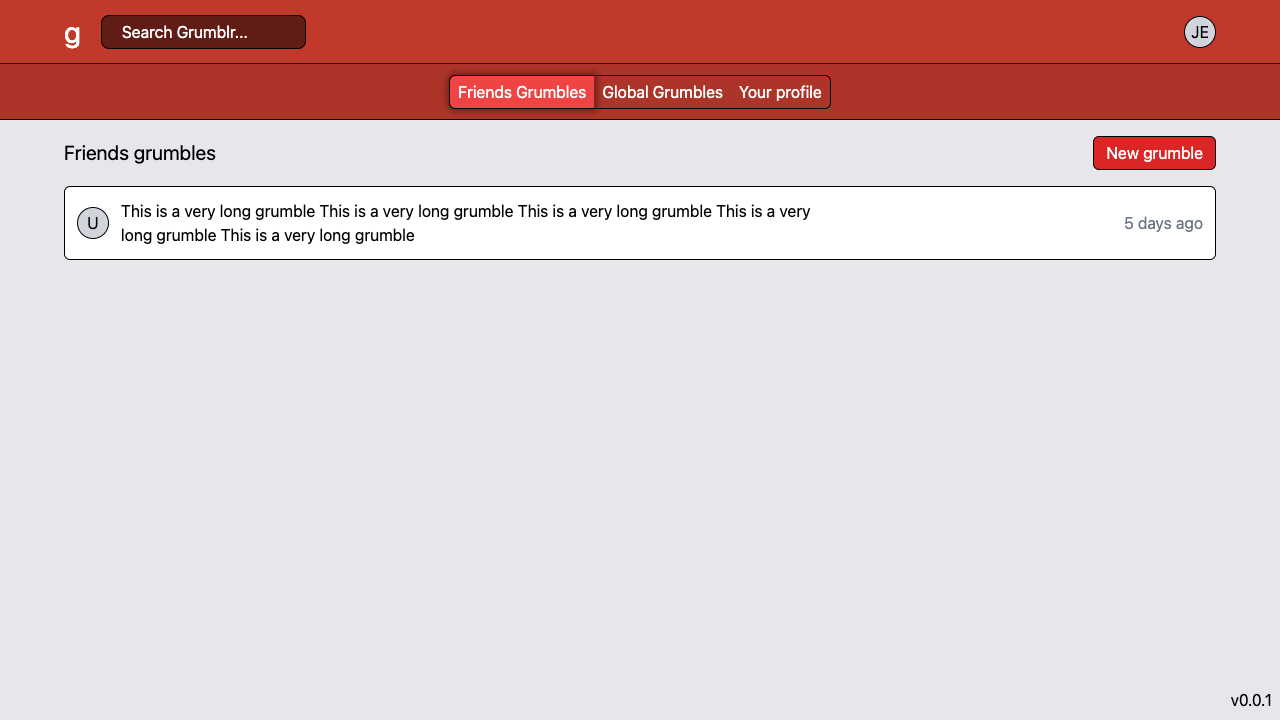 g
Search Grumblr...
JE
Friends Grumbles
Global Grumbles
Your profile
Friends grumbles
New grumble
U
This is a very long grumble This is a very long grumble This is a very long grumble This is a very
long grumble This is a very long grumble
5 days ago
v0.0.1